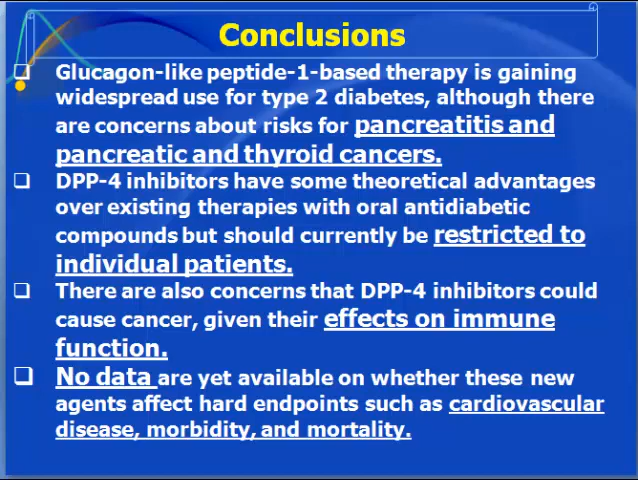 Conclusions
❑ Glucagon-like peptide-1-based therapy is gaining
widespread use for type 2 diabetes, although there
are concerns about risks for pancreatitis and
pancreatic and thyroid cancers.
❑ DPP-4 inhibitors have some theoretical advantages
over existing therapies with oral antidiabetic
compounds but should currently be restricted to
individual patients.
❑ There are also concerns that DPP-4 inhibitors could
cause cancer, given their effects on immune
function.
❑ No data are yet available on whether these new
agents affect hard endpoints such as cardiovascular
disease, morbidity, and mortality.